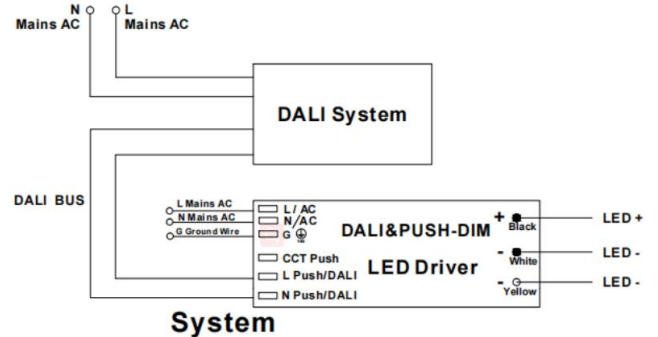 N L
Mains AC Mains AC
DALI System
DALI BUS
L Mains AC
N Mains AC
G Ground Wire
L/ AC
N/AC
G
CCT Push
L Push/DALI
N Push/DALI
DALI&PUSH-DIM
LED Driver
+ Black LED +
- White LED -
- Yellow LED -
System